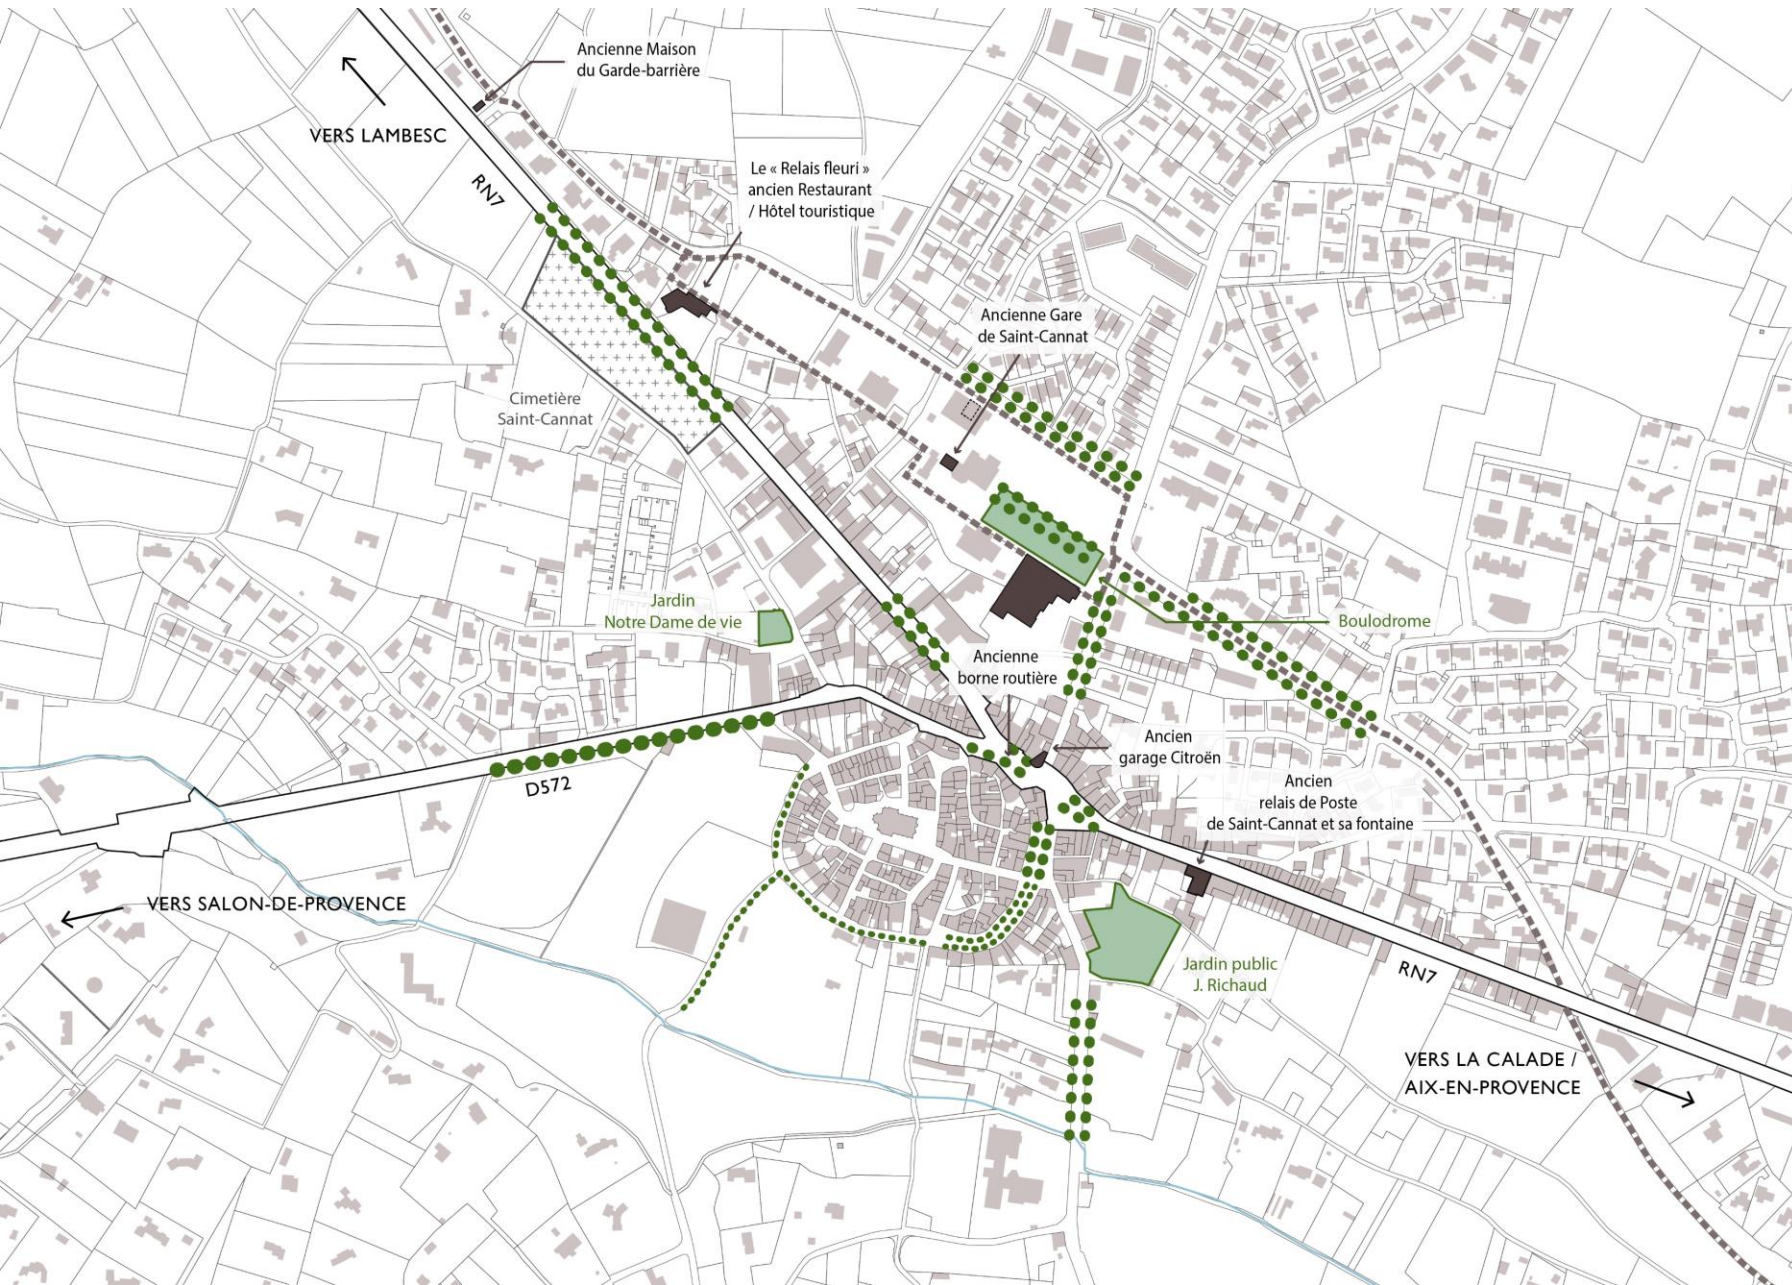 Ancienne Maison
du Garde-barrière
VERS LAMBESC
RN7
Le « Relais fleuri »
ancien Restaurant
/ Hôtel touristique
Ancienne Gare
de Saint-Cannat
Cimetière
Saint-Cannat
Jardin
Notre Dame de vie
Boulodrome
Ancienne
borne routière
Ancien
garage Citroën
Ancien
relais de Poste
de Saint-Cannat et sa fontaine
D572
VERS SALON-DE-PROVENCE
Jardin public
J. Richaud
RN7
VERS LA CALADE /
AIX-EN-PROVENCE